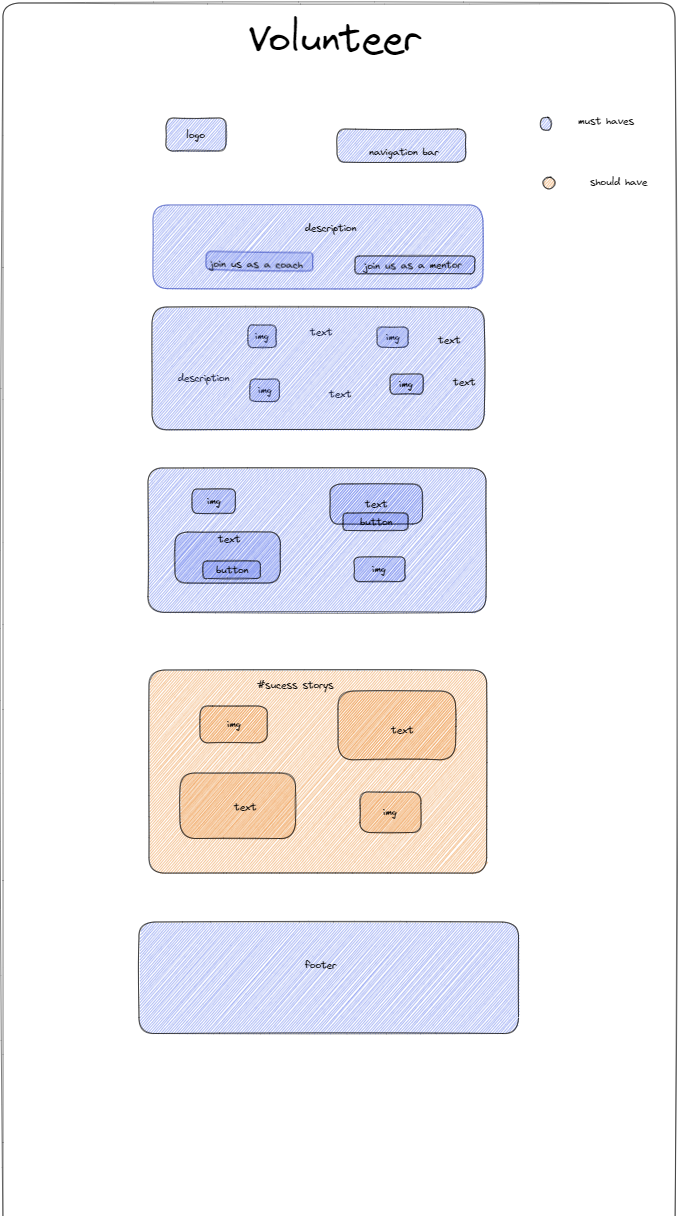 Volunteer
logo
navigation bar
must haves
should have
description
join us as a coach
join us as a mentor
img
text
img
text
description
img
text
img
text
img
text
button
text
button
img
#sucess storys
img
text
text
img
footer